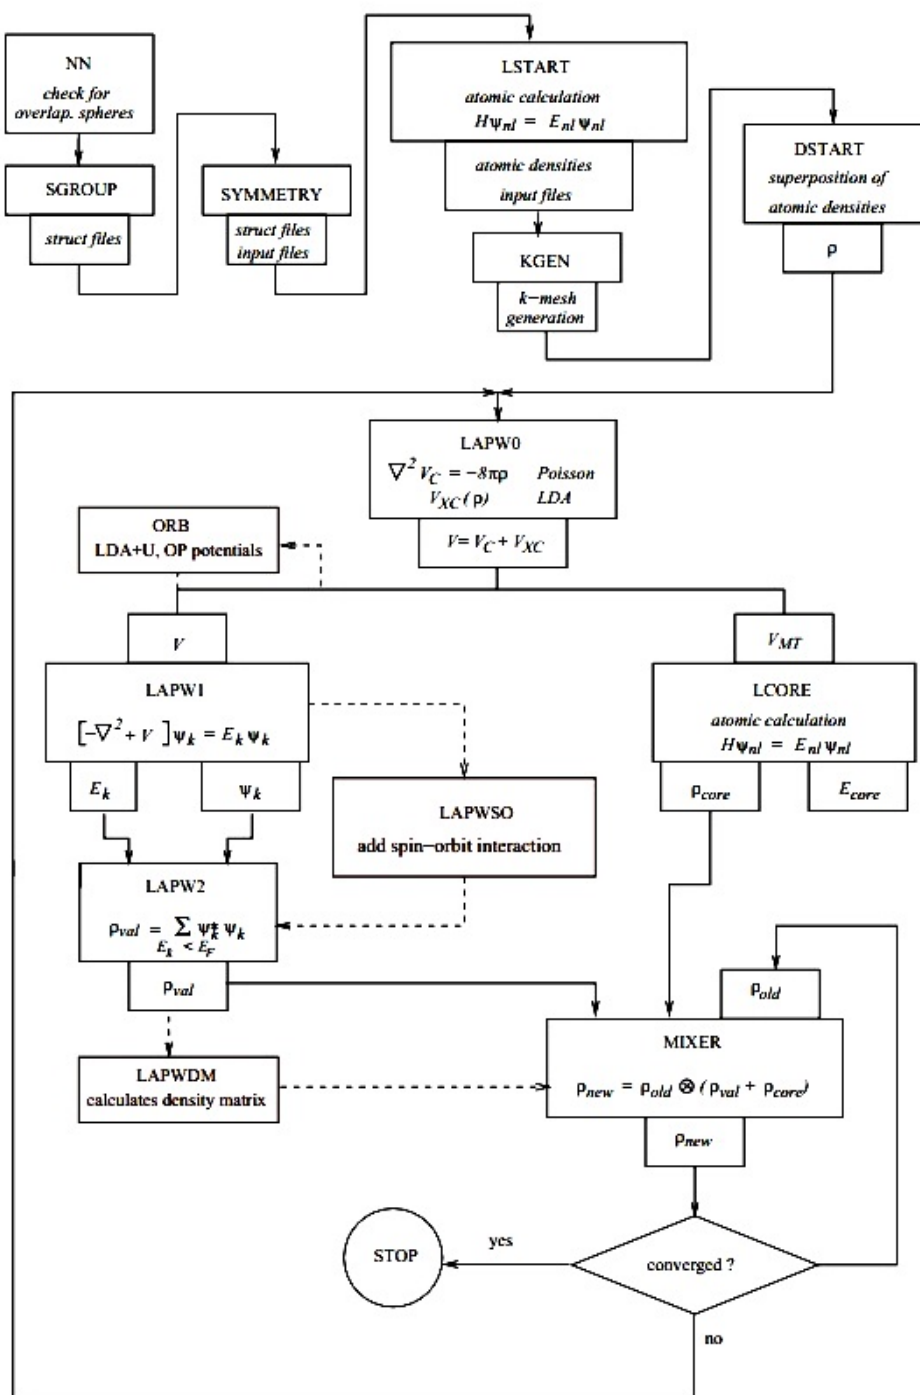 NN
check for
overlap. spheres
SGROUP
struct files
SYMMETRY
struct files
input files
LSTART
atomic calculation
Hψnl = Enl ψnl
atomic densities
input files
KGEN
k−mesh
generation
DSTART
superposition of
atomic densities
ρ
LAPW0
∇² VC = −8πρ Poisson
VXC(ρ) LDA
V= VC + VXC
ORB
LDA+U, OP potentials
V
LAPW1
[−∇² + V ]ψk = Ek ψk
Ek
ψk
VMT
LCORE
atomic calculation
Hψnl = Enl ψnl
ρcore
Ecore
LAPWSO
add spin−orbit interaction
LAPW2
ρval = Σ ψk* ψk
Ek < EF
ρval
LAPWDM
calculates density matrix
ρold
MIXER
ρnew = ρold ⊗ (ρval + ρcore)
ρnew
converged ?
yes
STOP
no